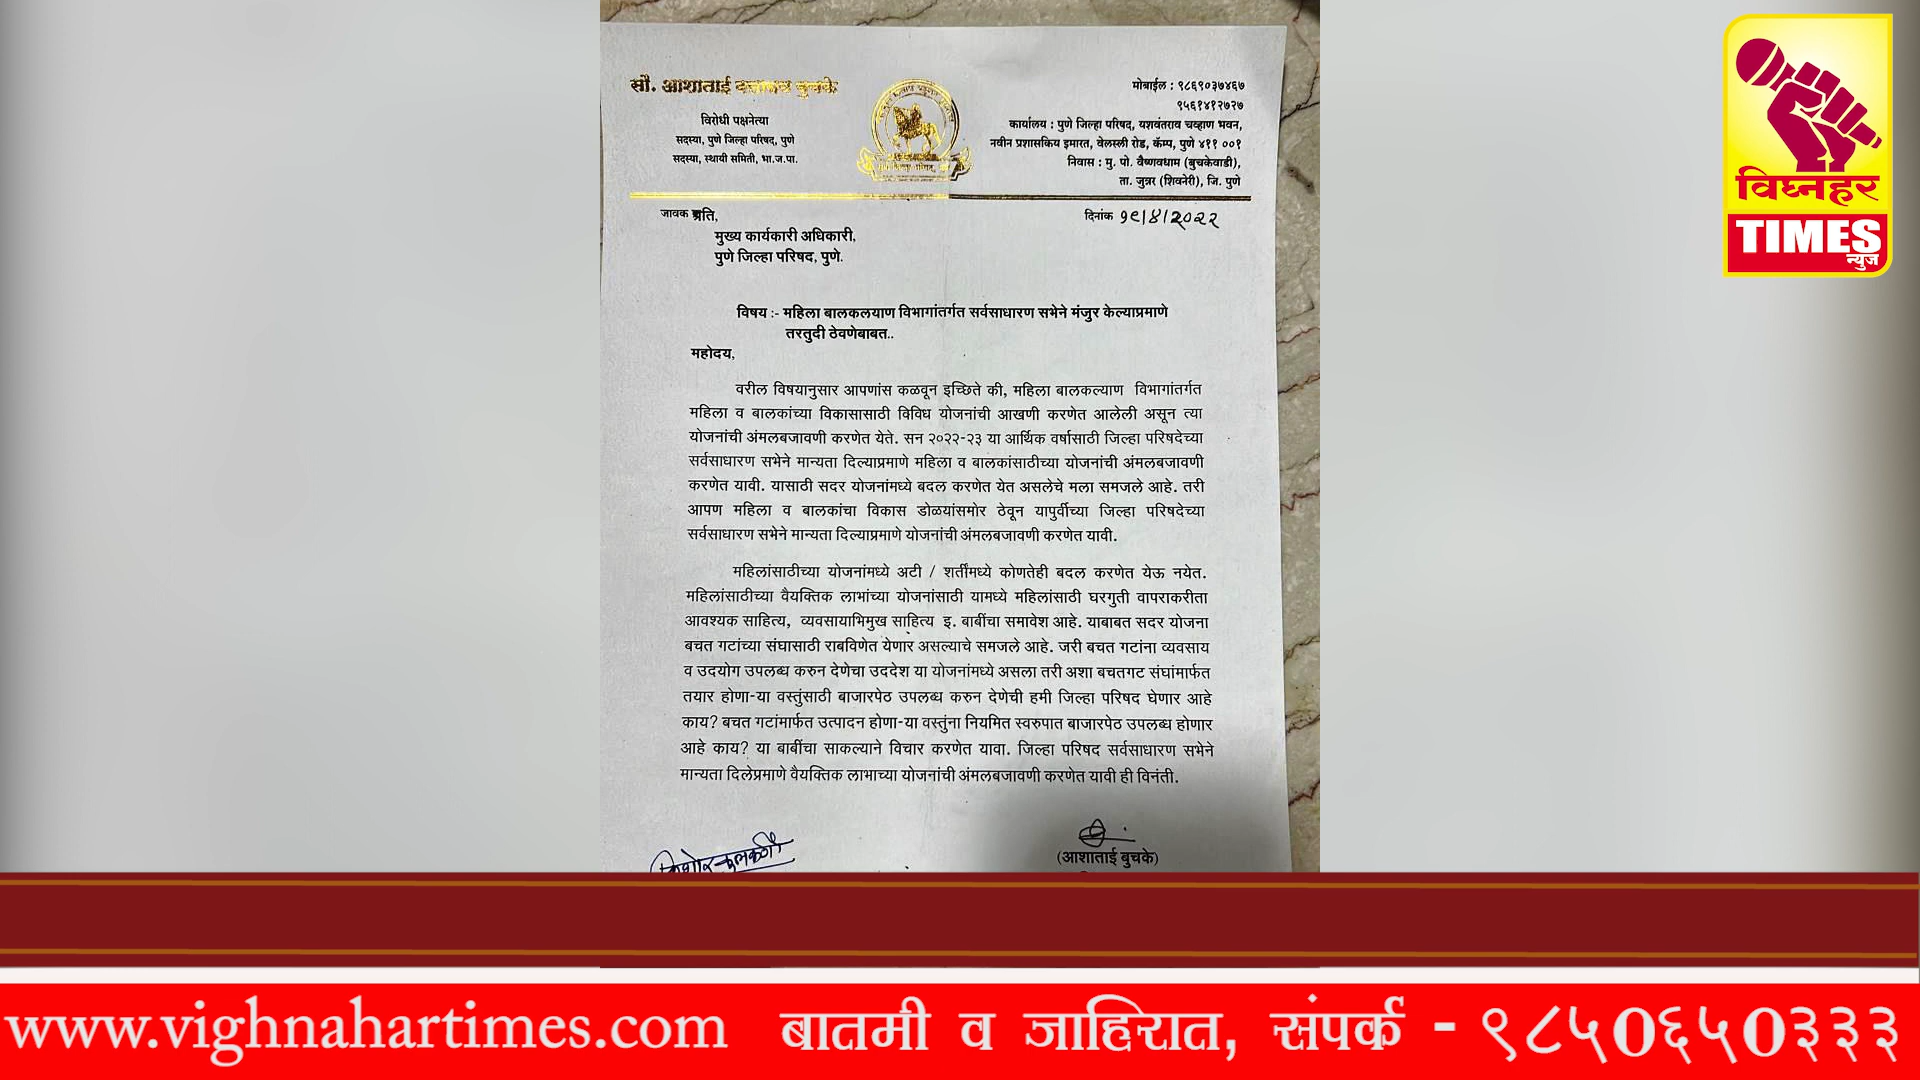 सौ. आशाताई दत्तात्रय बुचके
विरोधी पक्षनेत्या
सदस्या, पुणे जिल्हा परिषद, पुणे
सदस्या, स्थायी समिती, भा.ज.पा.
मोबाईल : ९८६९०३७४६७
९५६१४१२७२७
कार्यालय : पुणे जिल्हा परिषद, यशवंतराव चव्हाण भवन,
नवीन प्रशासकिय इमारत, वेलस्ली रोड, कॅम्प, पुणे ४११ ००१
निवास : मु. पो. वैष्णवधाम (बुचकेवाडी),
ता. जुन्नर (शिवनेरी), जि. पुणे
जावक प्रति,
दिनांक १९/४/२०२२
मुख्य कार्यकारी अधिकारी,
पुणे जिल्हा परिषद, पुणे.
विषय :- महिला बालकलयाण विभागांतर्गत सर्वसाधारण सभेने मंजुर केल्याप्रमाणे
तरतुदी ठेवणेबाबत..
महोदय,
वरील विषयानुसार आपणांस कळवून इच्छिते की, महिला बालकल्याण विभागांतर्गत
महिला व बालकांच्या विकासासाठी विविध योजनांची आखणी करणेत आलेली असून त्या
योजनांची अंमलबजावणी करणेत येते. सन २०२२-२३ या आर्थिक वर्षासाठी जिल्हा परिषदेच्या
सर्वसाधारण सभेने मान्यता दिल्याप्रमाणे महिला व बालकांसाठीच्या योजनांची अंमलबजावणी
करणेत यावी. यासाठी सदर योजनांमध्ये बदल करणेत येत असलेचे मला समजले आहे. तरी
आपण महिला व बालकांचा विकास डोळयांसमोर ठेवून यापुर्वीच्या जिल्हा परिषदेच्या
सर्वसाधारण सभेने मान्यता दिल्याप्रमाणे योजनांची अंमलबजावणी करणेत यावी.
महिलांसाठीच्या योजनांमध्ये अटी / शर्तींमध्ये कोणतेही बदल करणेत येऊ नयेत.
महिलांसाठीच्या वैयक्तिक लाभांच्या योजनांसाठी यामध्ये महिलांसाठी घरगुती वापराकरीता
आवश्यक साहित्य, व्यवसायाभिमुख साहित्य इ. बाबींचा समावेश आहे. याबाबत सदर योजना
बचत गटांच्या संघासाठी राबविणेत येणार असल्याचे समजले आहे. जरी बचत गटांना व्यवसाय
व उदयोग उपलब्ध करुन देणेचा उददेश या योजनांमध्ये असला तरी अशा बचतगट संघांमार्फत
तयार होणा-या वस्तुंसाठी बाजारपेठ उपलब्ध करुन देणेची हमी जिल्हा परिषद घेणार आहे
काय? बचत गटांमार्फत उत्पादन होणा-या वस्तुंना नियमित स्वरुपात बाजारपेठ उपलब्ध होणार
आहे काय? या बाबींचा साकल्याने विचार करणेत यावा. जिल्हा परिषद सर्वसाधारण सभेने
मान्यता दिलेप्रमाणे वैयक्तिक लाभाच्या योजनांची अंमलबजावणी करणेत यावी ही विनंती.
किशोर कुलकर्णी
(आशाताई बुचके)
विघ्नहर
TIMES
न्युज
www.vighnahartimes.com बातमी व जाहिरात, संपर्क - ९८५०६५०३३३